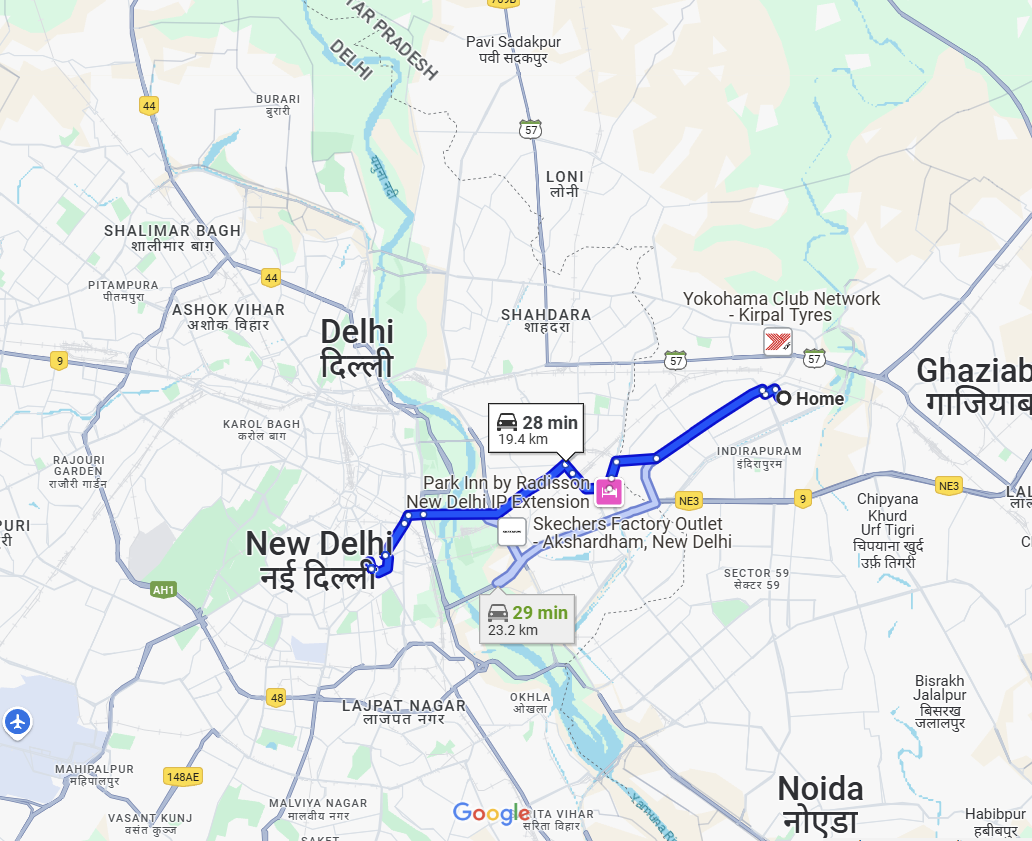 709B
UTTAR PRADESH
DELHI
Pavi Sadakpur
पवी सदकपुर
44
BURARI
बुरारी
57
यमुना नदी
LONI
लोनी
SHALIMAR BAGH
शालीमार बाग़
44
PITAMPURA
पीतमपुरा
ASHOK VIHAR
अशोक विहार
Delhi
दिल्ली
SHAHDARA
शाहदरा
Yokohama Club Network
- Kirpal Tyres
57
57
9
Ghaziab
गाजियाब
Home
28 min
19.4 km
KAROL BAGH
करोल बाग
RAJOURI
GARDEN
राजौरी गार्डन
INDIRAPURAM
इंदिरापुरम
Park Inn by Radisson
New Delhi IP Extension
NE3
9
NE3
Chipyana
Khurd
Urf Tigri
चिपयाना खुर्द
उर्फ़ तिगरी
Skechers Factory Outlet
- Akshardham, New Delhi
New Delhi
नई दिल्ली
AH1
SECTOR 59
सेक्टर 59
29 min
23.2 km
48
LAJPAT NAGAR
लाजपत नगर
OKHLA
ओखला
Bisrakh
Jalalpur
बिसरख
जलालपुर
MAHIPALPUR
महिपालपुर
148AE
VASANT KUNJ
वसंत कुञ्ज
MALVIYA NAGAR
मालवीय नगर
SAKET
Google
ITA VIHAR
सरिता विहार
Yamuna Ri
Noida
नोएडा
Habibpur
हबीबपुर